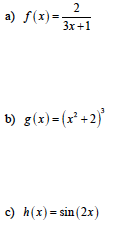 a) f(x) = 2/(3x+1)
b) g(x) = (x² + 2)³
c) h(x) = sin(2x)